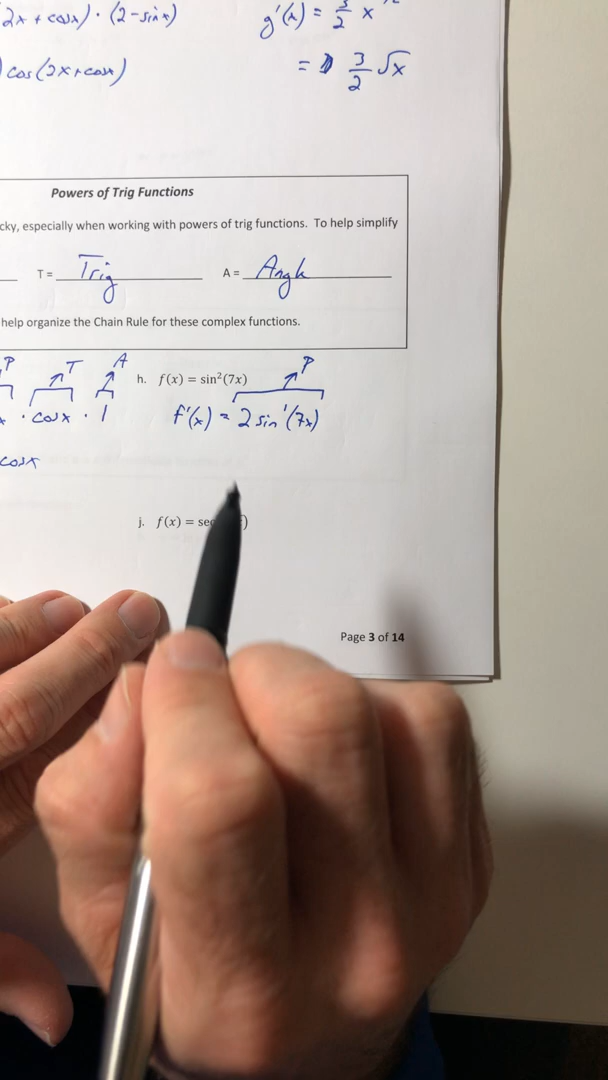 2x + cosx) · (2-sinx)
g'(x) = 3/2 x
cos(2x+cosx)
= 3/2 √x
Powers of Trig Functions
cky, especially when working with powers of trig functions. To help simplify
T = Trig A = Angle
help organize the Chain Rule for these complex functions.
P T A P
h. f(x) = sin²(7x)
· cosx · 1 f'(x) = 2 sin'(7x)
cosx
j. f(x) = sec )
Page 3 of 14